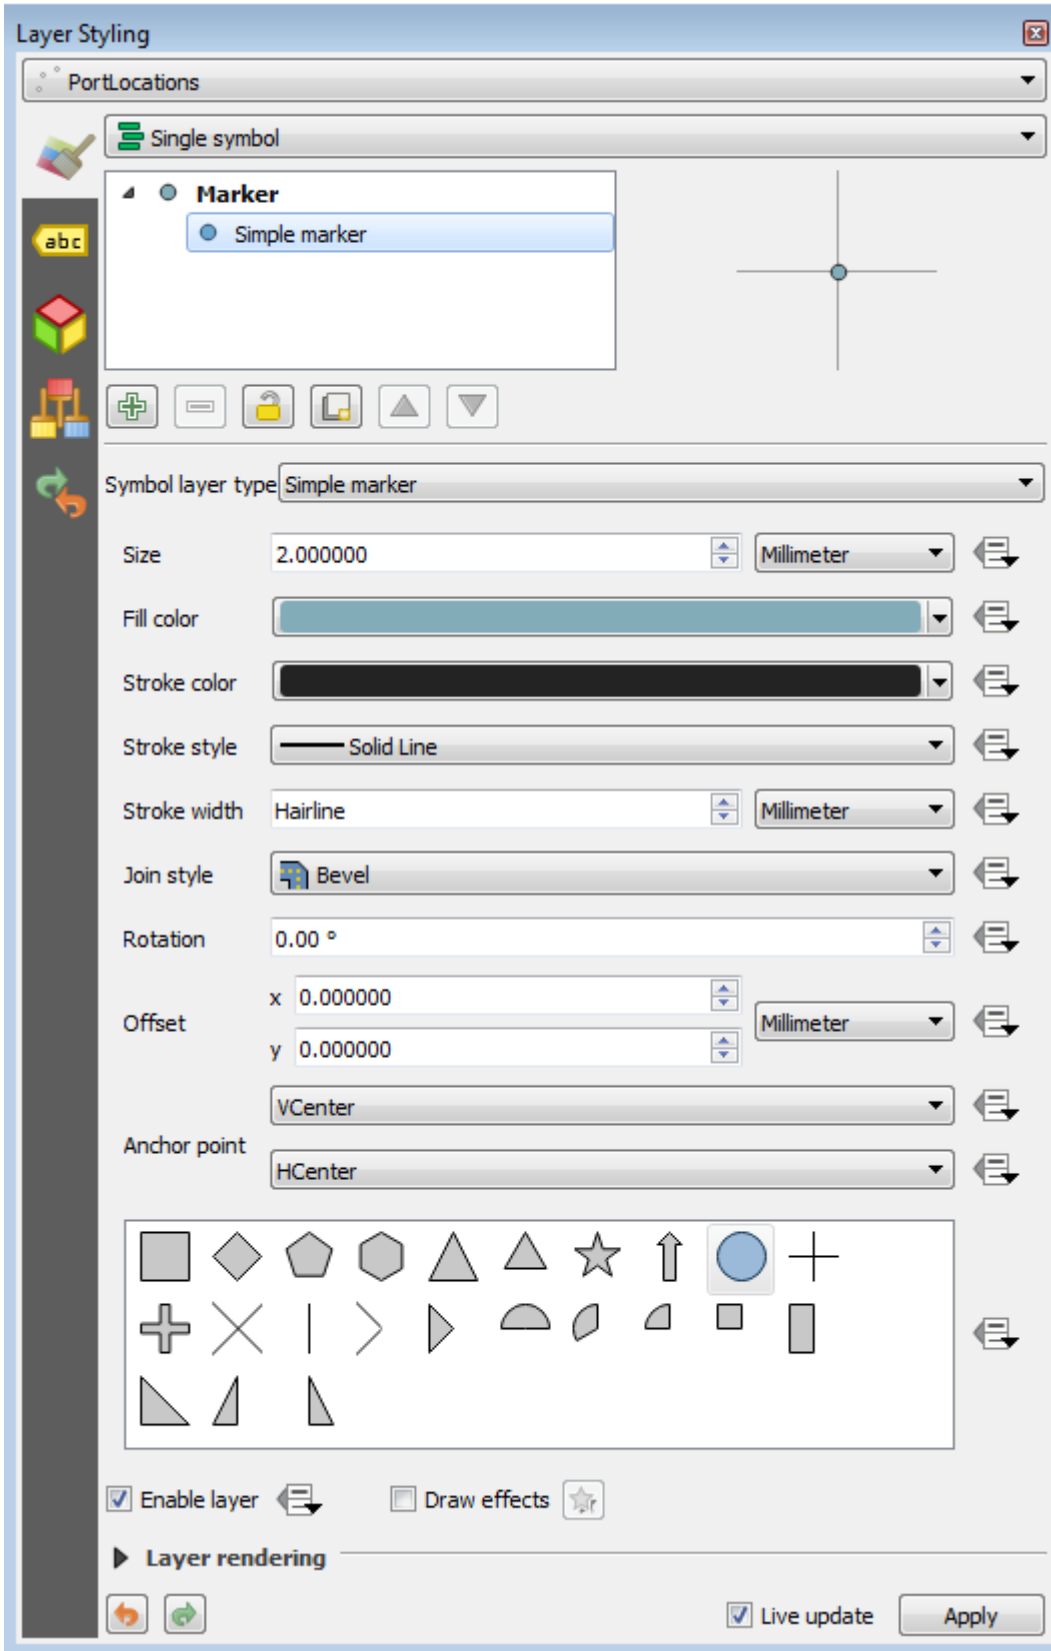 Layer Styling
PortLocations
Single symbol
Marker
abc
Simple marker
Symbol layer type Simple marker
Size 2.000000 Millimeter
Fill color
Stroke color
Stroke style Solid Line
Stroke width Hairline Millimeter
Join style Bevel
Rotation 0.00 °
x 0.000000
Offset Millimeter
y 0.000000
VCenter
Anchor point
HCenter
Enable layer Draw effects
Layer rendering
Live update Apply